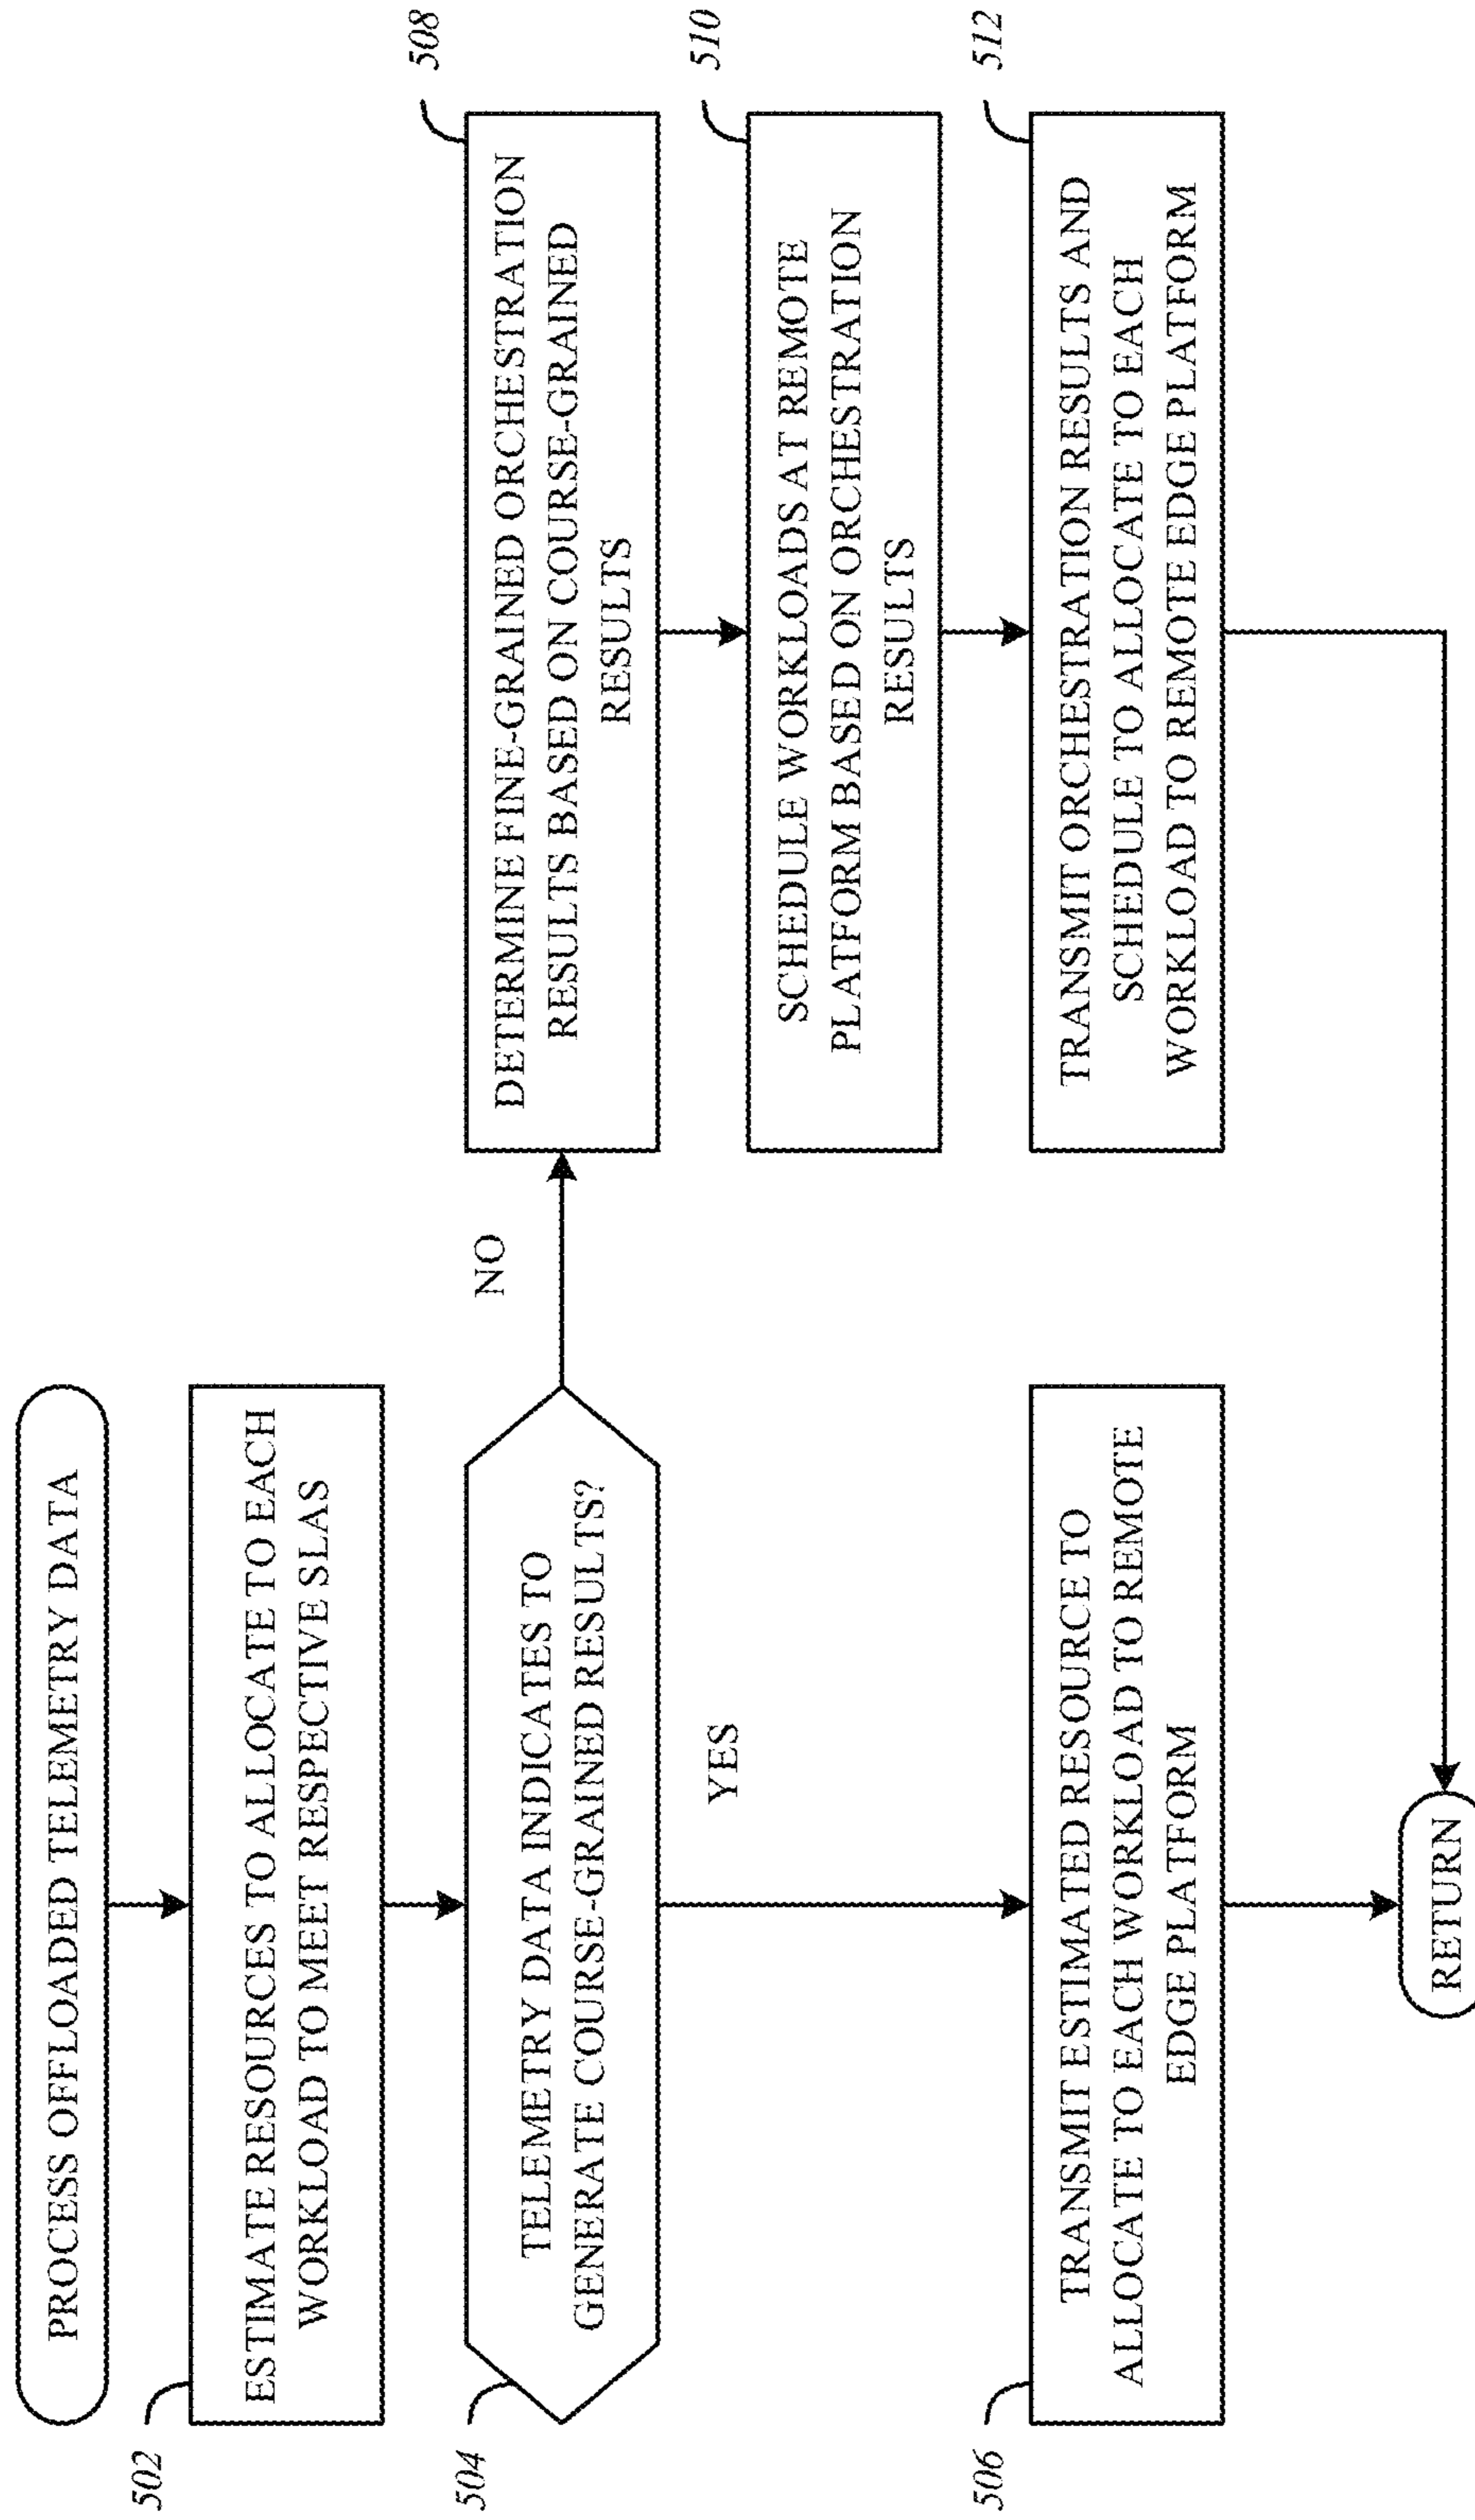 PROCESS OFFLOADED TELEMETRY DATA
502
ESTIMATE RESOURCES TO ALLOCATE TO EACH
WORKLOAD TO MEET RESPECTIVE SLAS
504
TELEMETRY DATA INDICATES TO
GENERATE COURSE-GRAINED RESULTS?
NO
YES
506
TRANSMIT ESTIMATED RESOURCE TO
ALLOCATE TO EACH WORKLOAD TO REMOTE
EDGE PLATFORM
508
DETERMINE FINE-GRAINED ORCHESTRATION
RESULTS BASED ON COURSE-GRAINED
RESULTS
510
SCHEDULE WORKLOADS AT REMOTE
PLATFORM BASED ON ORCHESTRATION
RESULTS
512
TRANSMIT ORCHESTRATION RESULTS AND
SCHEDULE TO ALLOCATE TO EACH
WORKLOAD TO REMOTE EDGE PLATFORM
RETURN